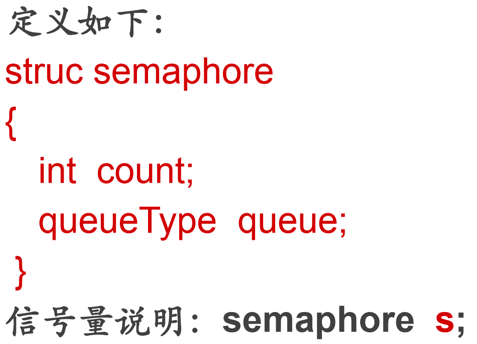 定义如下：
struc semaphore
{
int count;
queueType queue;
}
信号量说明：semaphore s;